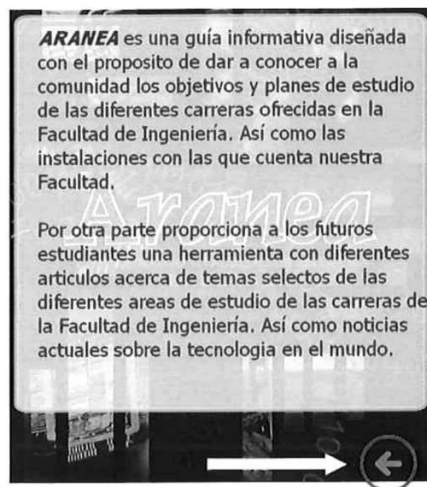 ARANEA es una guía informativa diseñada
con el proposito de dar a conocer a la
comunidad los objetivos y planes de estudio
de las diferentes carreras ofrecidas en la
Facultad de Ingeniería. Así como las
instalaciones con las que cuenta nuestra
Facultad.
Aranea
Por otra parte proporciona a los futuros
estudiantes una herramienta con diferentes
articulos acerca de temas selectos de las
diferentes areas de estudio de las carreras de
la Facultad de Ingeniería. Así como noticias
actuales sobre la tecnologia en el mundo.